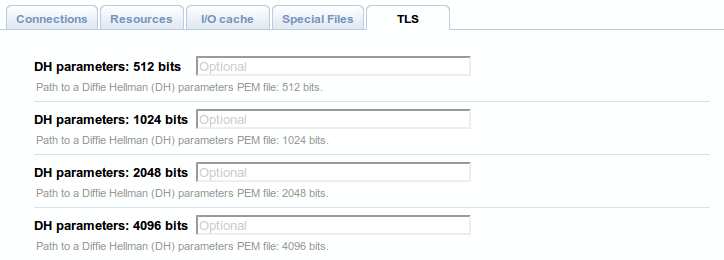 Connections Resources I/O cache Special Files TLS
DH parameters: 512 bits Optional
Path to a Diffie Hellman (DH) parameters PEM file: 512 bits.
DH parameters: 1024 bits Optional
Path to a Diffie Hellman (DH) parameters PEM file: 1024 bits.
DH parameters: 2048 bits Optional
Path to a Diffie Hellman (DH) parameters PEM file: 2048 bits.
DH parameters: 4096 bits Optional
Path to a Diffie Hellman (DH) parameters PEM file: 4096 bits.